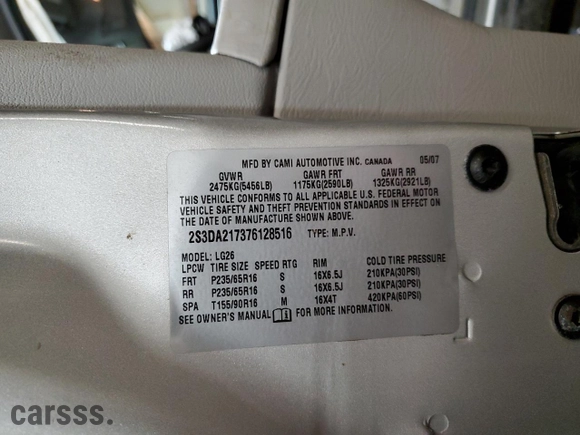 MFD BY CAMI AUTOMOTIVE INC. CANADA 05/07
GVWR GAWR FRT GAWR RR
2475KG(5456LB) 1175KG(2590LB) 1325KG(2921LB)
THIS VEHICLE CONFORMS TO ALL APPLICABLE U.S. FEDERAL MOTOR
VEHICLE SAFETY AND THEFT PREVENTION STANDARDS IN EFFECT ON
THE DATE OF MANUFACTURE SHOWN ABOVE.
2S3DA217376128516 TYPE: M.P.V.
MODEL: LG26
LPCW TIRE SIZE SPEED RTG RIM COLD TIRE PRESSURE
FRT P235/65R16 S 16X6.5J 210KPA(30PSI)
RR P235/65R16 S 16X6.5J 210KPA(30PSI)
SPA T155/90R16 M 16X4T 420KPA(60PSI)
SEE OWNER'S MANUAL FOR MORE INFORMATION.
carsss.